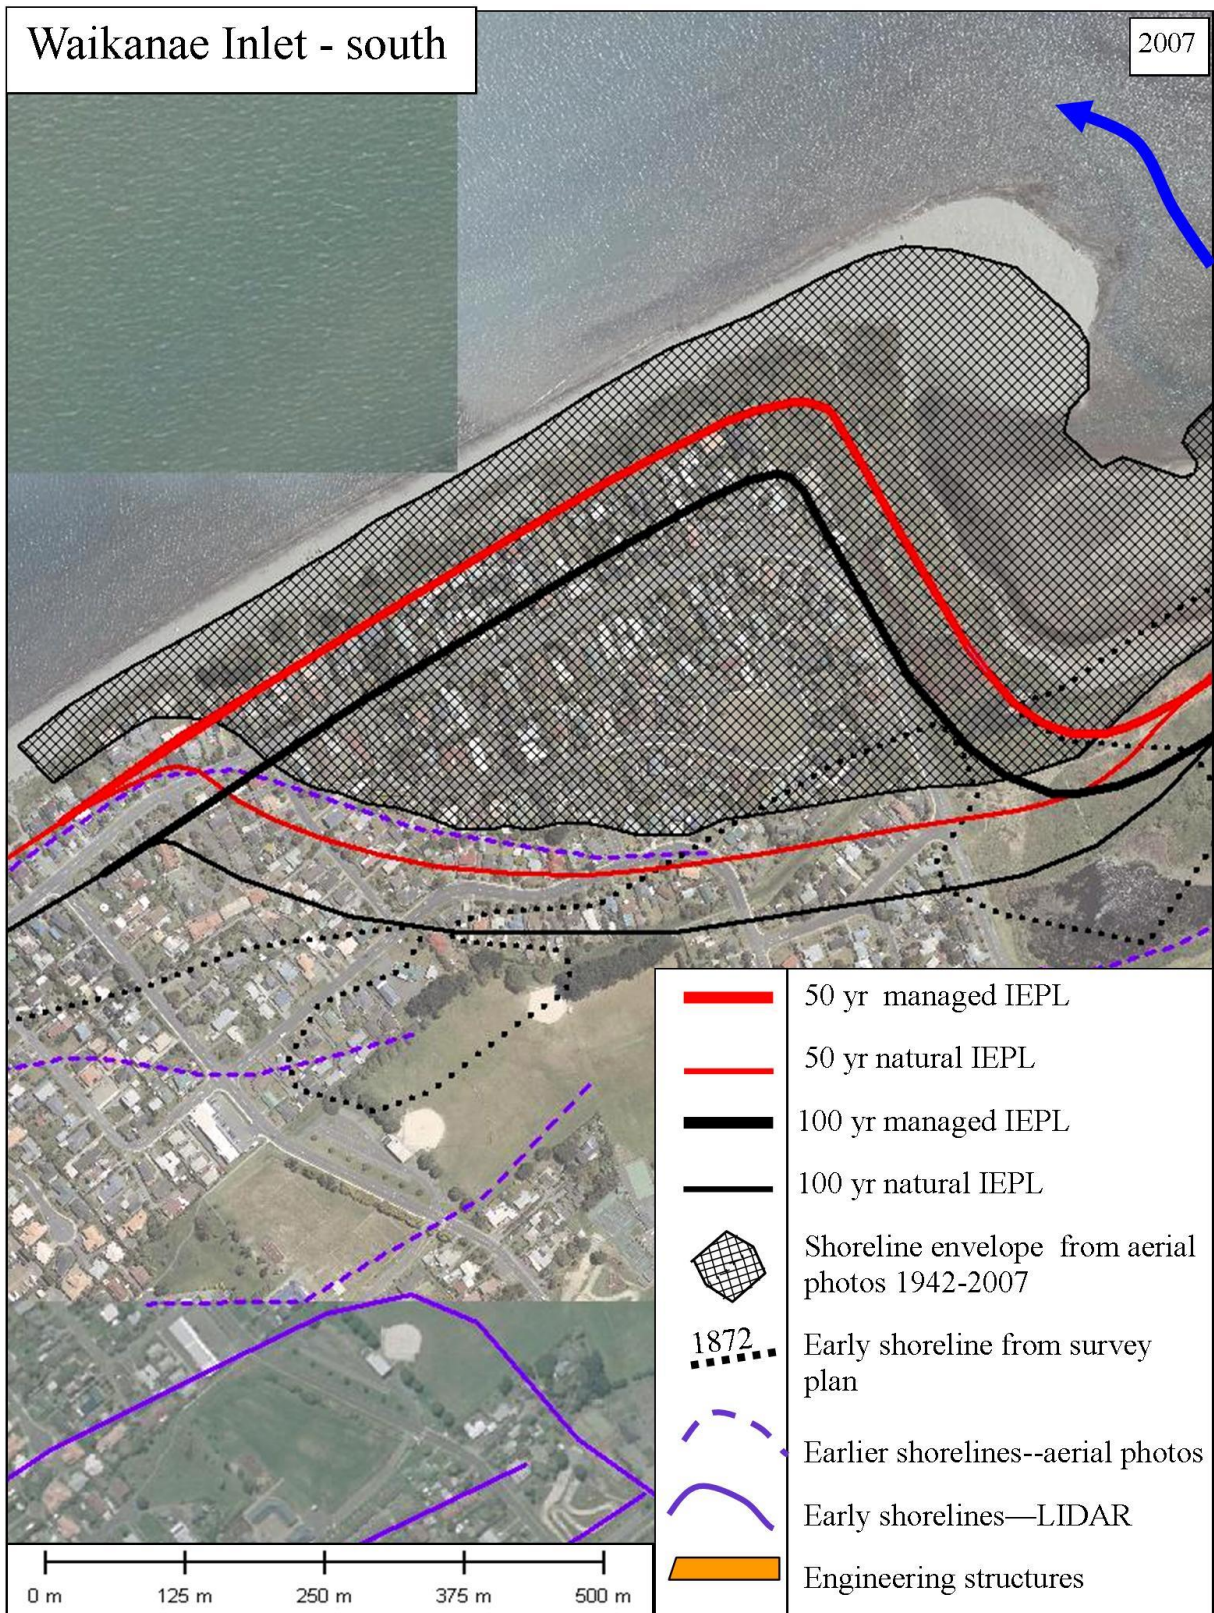 Waikanae Inlet - south
2007
50 yr managed IEPL
50 yr natural IEPL
100 yr managed IEPL
100 yr natural IEPL
Shoreline envelope from aerial
photos 1942-2007
1872
Early shoreline from survey
plan
Earlier shorelines--aerial photos
Early shorelines—LIDAR
Engineering structures
0 m 125 m 250 m 375 m 500 m